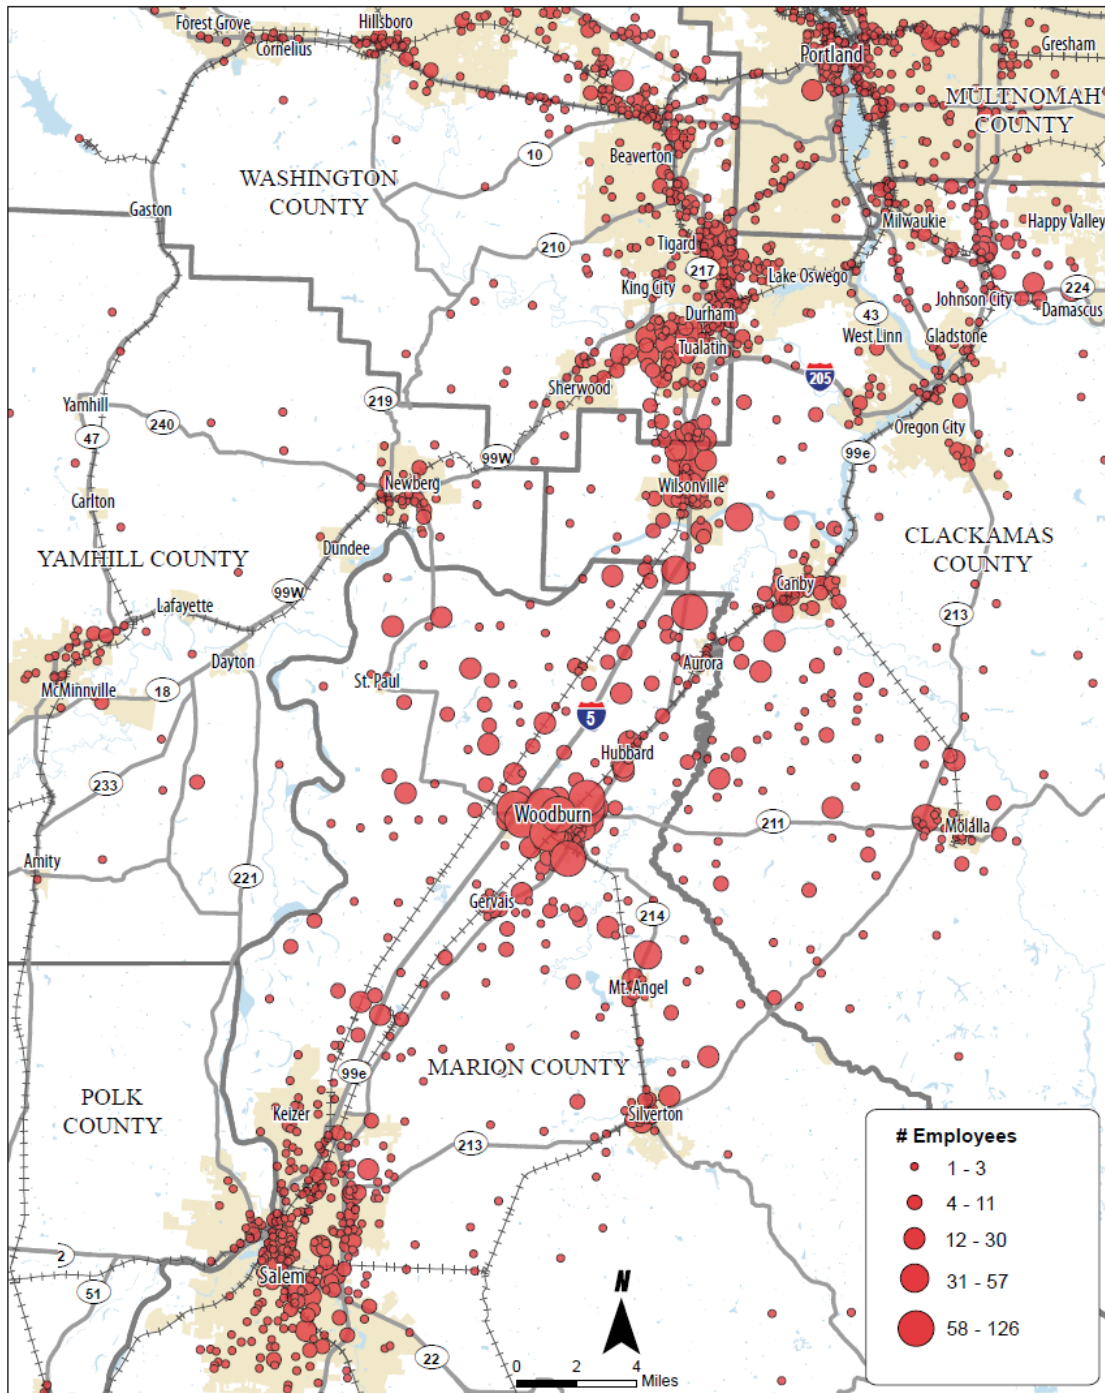 Forest Grove
Hillsboro
Cornelius
Portland
Gresham
MULTNOMAH
COUNTY
10
Beaverton
WASHINGTON
COUNTY
Gaston
Milwaukie
Happy Valley
210
Tigard
217
Lake Oswego
King City
224
Johnson City
Damascus
Durham
43
West Linn
Gladstone
Tualatin
205
Sherwood
Yamhill
219
240
47
99W
Oregon City
99e
Newberg
Wilsonville
Carlton
Dundee
YAMHILL COUNTY
CLACKAMAS
COUNTY
Canby
99W
Lafayette
213
Dayton
Aurora
St. Paul
McMinnville
18
5
Hubbard
233
Woodburn
211
Molalla
Amity
221
Gervais
214
Mt. Angel
MARION COUNTY
99e
POLK
COUNTY
Keizer
Silverton
213
# Employees
1 - 3
4 - 11
12 - 30
31 - 57
58 - 126
2
Salem
51
N
22
0 2 4
Miles